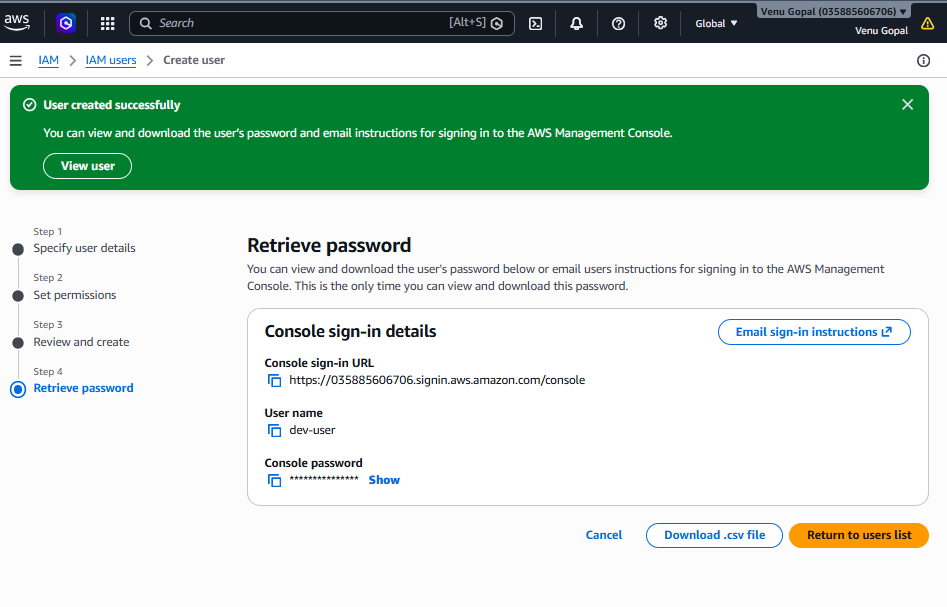 aws
Search
[Alt+S]
Global ▼
Venu Gopal (035885606706) ▼
Venu Gopal
IAM > IAM users > Create user
User created successfully
You can view and download the user's password and email instructions for signing in to the AWS Management Console.
View user
Step 1
Specify user details
Step 2
Set permissions
Step 3
Review and create
Step 4
Retrieve password
Retrieve password
You can view and download the user's password below or email users instructions for signing in to the AWS Management
Console. This is the only time you can view and download this password.
Console sign-in details
Email sign-in instructions
Console sign-in URL
https://035885606706.signin.aws.amazon.com/console
User name
dev-user
Console password
*************** Show
Cancel
Download .csv file
Return to users list